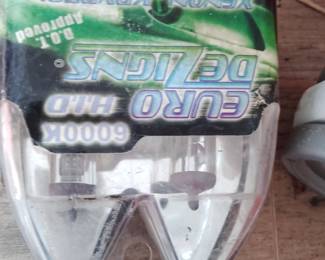 6000K
EURO HID
DEZIGNS©
D.O.T.
Approved